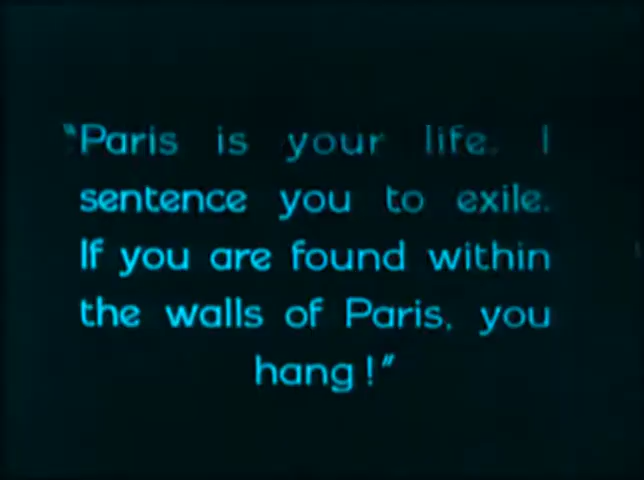 "Paris is your life. I
sentence you to exile.
If you are found within
the walls of Paris, you
hang!"